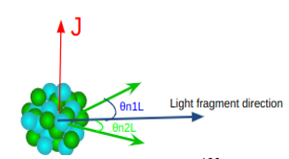 J
θn1L
Light fragment direction
θn2L